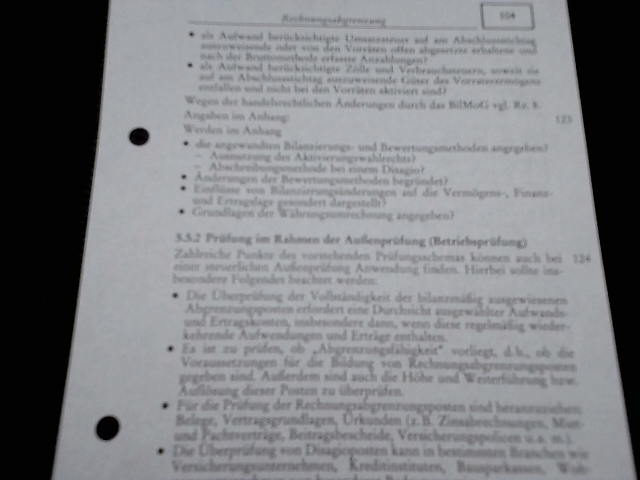 Rechnungsabgrenzung 104
• als Aufwand berücksichtigte Umsatzsteuer auf am Abschlussstichtag
auszuweisende oder von den Vorräten offen abgesetzte erhaltene und
nach der Bruttomethode erfasste Anzahlungen?
• als Aufwand berücksichtigte Zölle und Verbrauchsteuern, soweit sie
auf am Abschlussstichtag auszuweisende Güter des Vorratsvermögens
entfallen und nicht bei den Vorräten aktiviert sind?
Wegen der handelsrechtlichen Änderungen durch das BilMoG vgl. Rz. 8.
Angaben im Anhang: 123
Werden im Anhang
• die angewandten Bilanzierungs- und Bewertungsmethoden angegeben?
– Ausnutzung des Aktivierungswahlrechts?
– Abschreibungsmethode bei einem Disagio?
• Änderungen der Bewertungsmethoden begründet?
• Einflüsse von Bilanzierungsänderungen auf die Vermögens-, Finanz-
und Ertragslage gesondert dargestellt?
• Grundlagen der Währungsumrechnung angegeben?
5.5.2 Prüfung im Rahmen der Außenprüfung (Betriebsprüfung)
Zahlreiche Punkte des vorstehenden Prüfungsschemas können auch bei 124
einer steuerlichen Außenprüfung Anwendung finden. Hierbei sollte ins-
besondere Folgendes beachtet werden:
• Die Überprüfung der Vollständigkeit der bilanzmäßig ausgewiesenen
Abgrenzungsposten erfordert eine Durchsicht ausgewählter Aufwands-
und Ertragskonten, insbesondere dann, wenn diese regelmäßig wieder-
kehrende Aufwendungen und Erträge enthalten.
• Es ist zu prüfen, ob „Abgrenzungsfähigkeit" vorliegt, d.h., ob die
Voraussetzungen für die Bildung von Rechnungsabgrenzungsposten
gegeben sind. Außerdem sind auch die Höhe und Weiterführung bzw.
Auflösung dieser Posten zu überprüfen.
• Für die Prüfung der Rechnungsabgrenzungsposten sind heranzuziehen:
Belege, Vertragsgrundlagen, Urkunden (z.B. Zinsabrechnungen, Miet-
und Pachtverträge, Beitragsbescheide, Versicherungspolicen u.a. m.).
• Die Überprüfung von Disagioposten kann in bestimmten Branchen wie
Versicherungsunternehmen, Kreditinstituten, Bausparkassen, Woh-